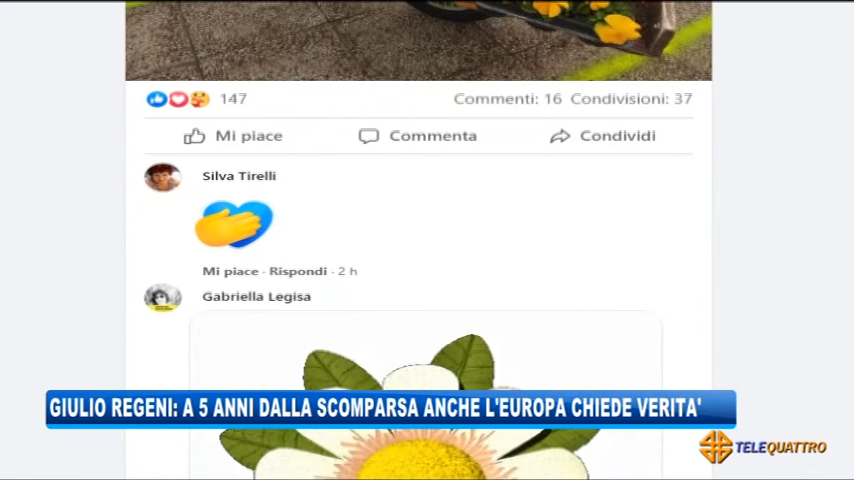 147
Commenti: 16 Condivisioni: 37
Mi piace
Commenta
Condividi
Silva Tirelli
Mi piace · Rispondi · 2 h
Gabriella Legisa
GIULIO REGENI: A 5 ANNI DALLA SCOMPARSA ANCHE L'EUROPA CHIEDE VERITA'
TELEQUATTRO